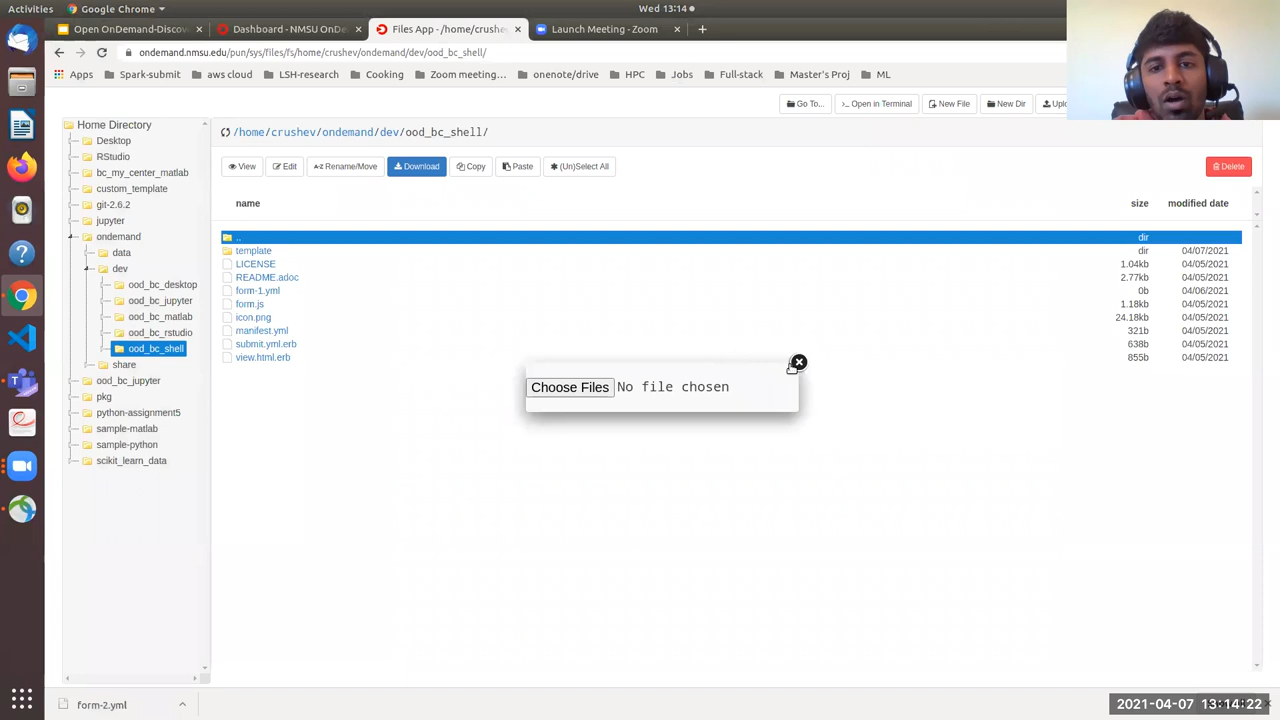 Activities Google Chrome Wed 13:14
Open OnDemand-Discov Dashboard - NMSU OnDe Files App - /home/crushe Launch Meeting - Zoom
ondemand.nmsu.edu/pun/sys/files/fs/home/crushev/ondemand/dev/ood_bc_shell/
Apps Spark-submit aws cloud LSH-research Cooking Zoom meeting… onenote/drive HPC Jobs Full-stack Master's Proj ML
Go To... Open in Terminal New File New Dir
Home Directory
Desktop
RStudio
bc_my_center_matlab
custom_template
git-2.6.2
jupyter
ondemand
data
dev
ood_bc_desktop
ood_bc_jupyter
ood_bc_matlab
ood_bc_rstudio
ood_bc_shell
share
ood_bc_jupyter
pkg
python-assignment5
sample-matlab
sample-python
scikit_learn_data
/home/crushev/ondemand/dev/ood_bc_shell/
View Edit A-Z Rename/Move Download Copy Paste (Un)Select All Delete
name size modified date
.. dir
template dir 04/07/2021
LICENSE 1.04kb 04/05/2021
README.adoc 2.77kb 04/05/2021
form-1.yml 0b 04/06/2021
form.js 1.18kb 04/05/2021
icon.png 24.18kb 04/05/2021
manifest.yml 321b 04/05/2021
submit.yml.erb 638b 04/05/2021
view.html.erb 855b 04/05/2021
Choose Files No file chosen
form-2.yml
2021-04-07 13:14:22